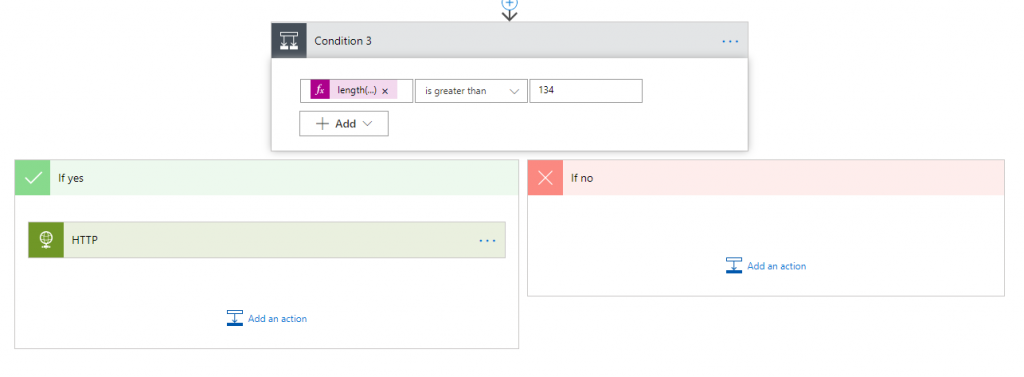 Condition 3
...
fx length(...) × is greater than 134
+ Add
If yes
If no
HTTP
...
Add an action
Add an action